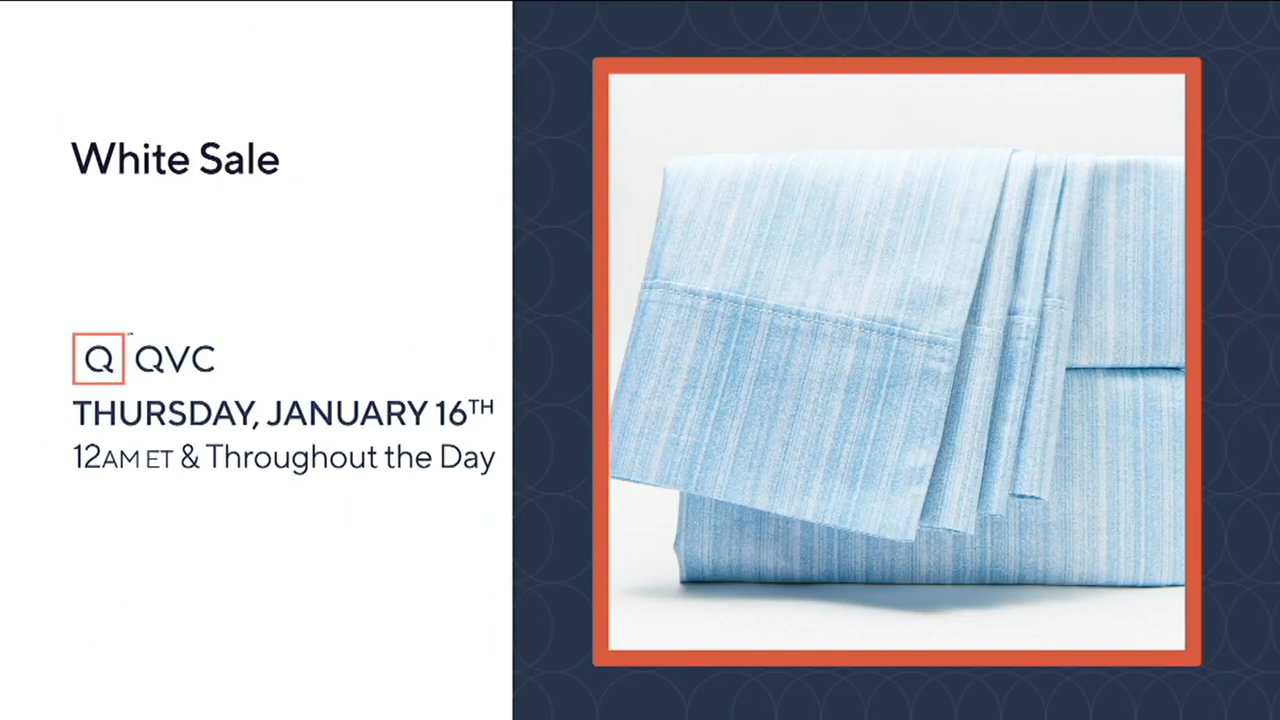 White Sale
Q QVC
THURSDAY, JANUARY 16TH
12AM ET & Throughout the Day